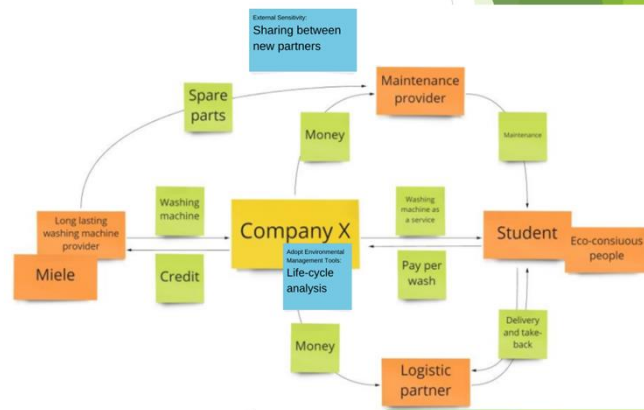 External Sensitivity:
Sharing between
new partners
Maintenance
provider
Spare
parts
Money
Maintenance
Washing
machine
Washing
machine as
a service
Long lasting
washing machine
provider
Company X
Student
Eco-consiuous
people
Miele
Credit
Adopt Environmental
Management Tools:
Life-cycle
analysis
Pay per
wash
Money
Delivery
and take-
back
Logistic
partner